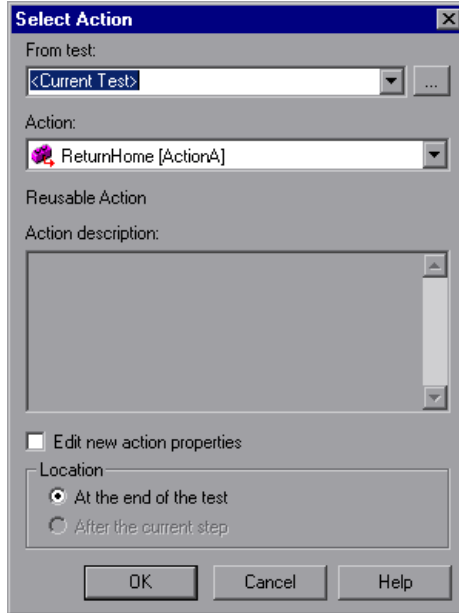 Select Action
From test:
<Current Test>
...
Action:
ReturnHome [ActionA]
Reusable Action
Action description:
Edit new action properties
Location
At the end of the test
After the current step
OK Cancel Help